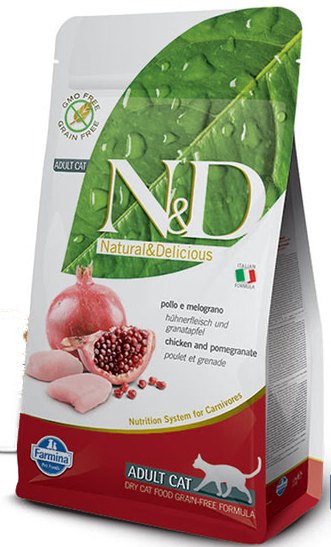 GMO FREE
GRAIN FREE
ADULT CAT
N&D
Natural&Delicious
ITALIAN
FORMULA
pollo e melograno
hühnerfleisch und
granatapfel
chicken and pomegranate
poulet et grenade
Nutrition System for Carnivores
Farmina
Pet Foods
ADULT CAT
DRY CAT FOOD GRAIN-FREE FORMULA